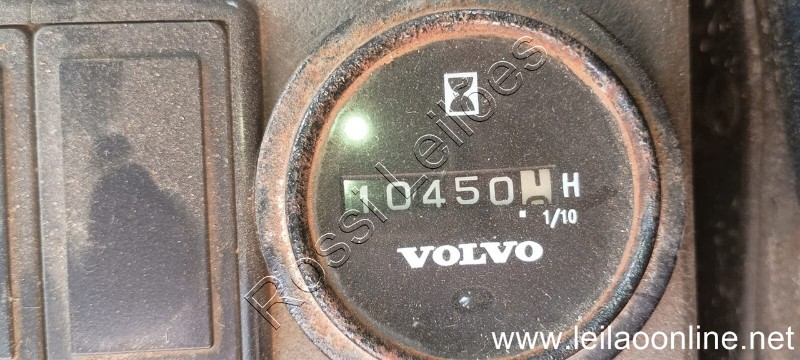 10450 H
1/10
VOLVO
Rossi Leilões
www.leilaoonline.net